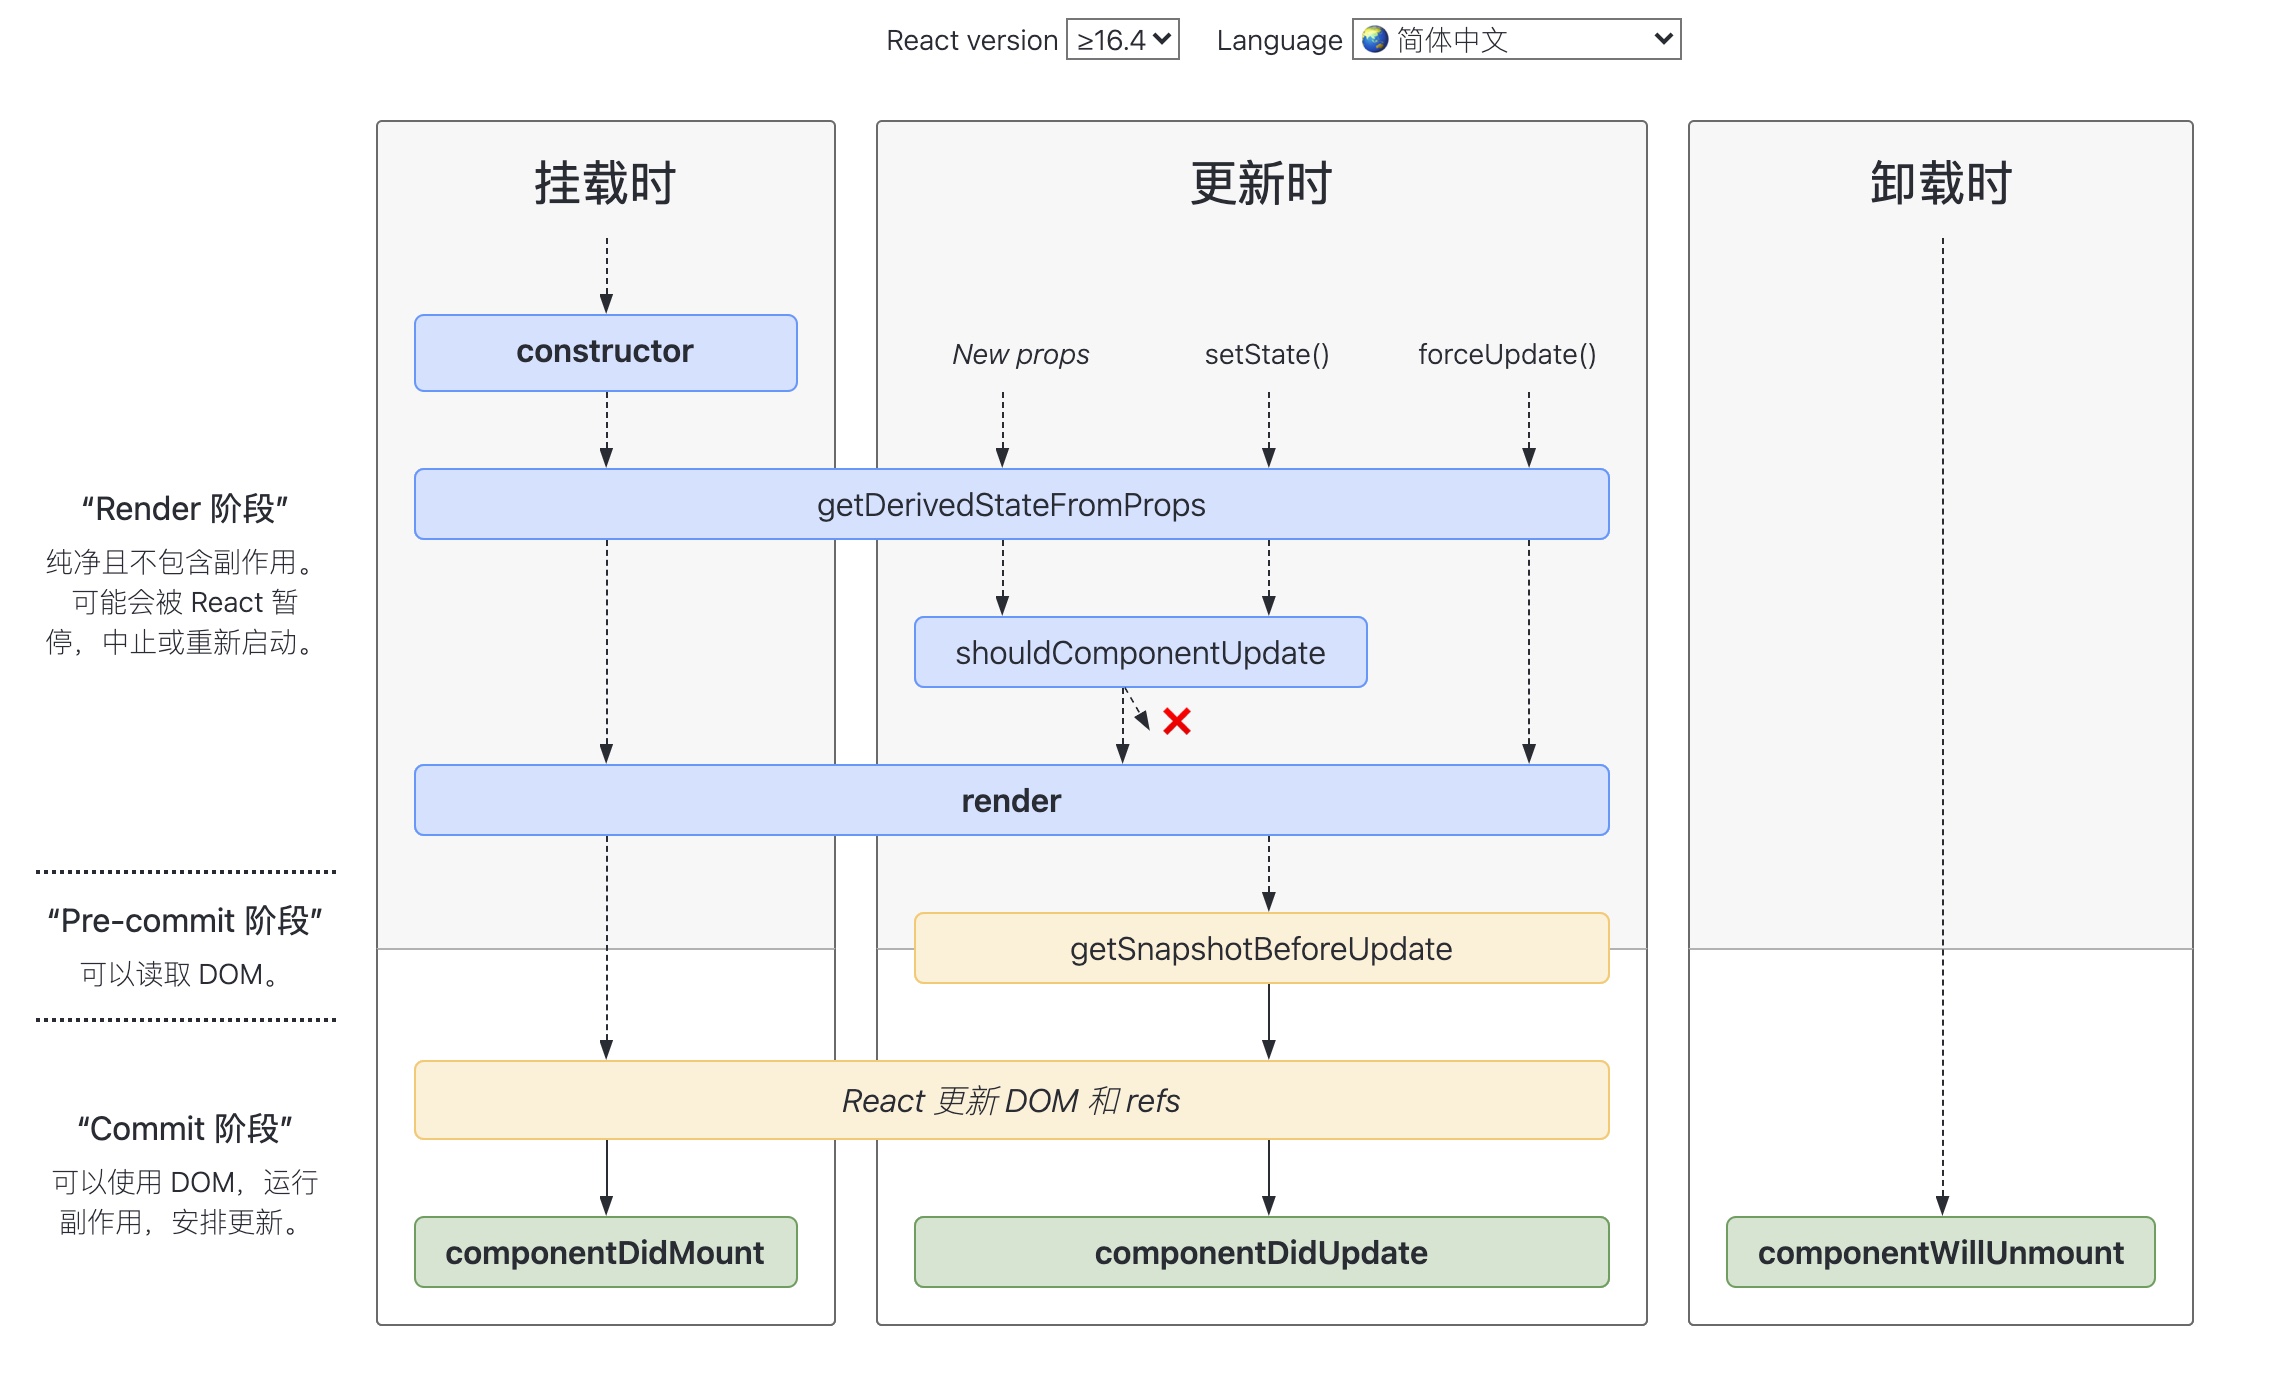 React version ≥16.4 Language 简体中文
挂载时
更新时
卸载时
constructor
New props
setState()
forceUpdate()
“Render 阶段”
纯净且不包含副作用。
可能会被 React 暂
停，中止或重新启动。
getDerivedStateFromProps
shouldComponentUpdate
render
“Pre-commit 阶段”
可以读取 DOM。
getSnapshotBeforeUpdate
“Commit 阶段”
可以使用 DOM，运行
副作用，安排更新。
React 更新 DOM 和 refs
componentDidMount
componentDidUpdate
componentWillUnmount